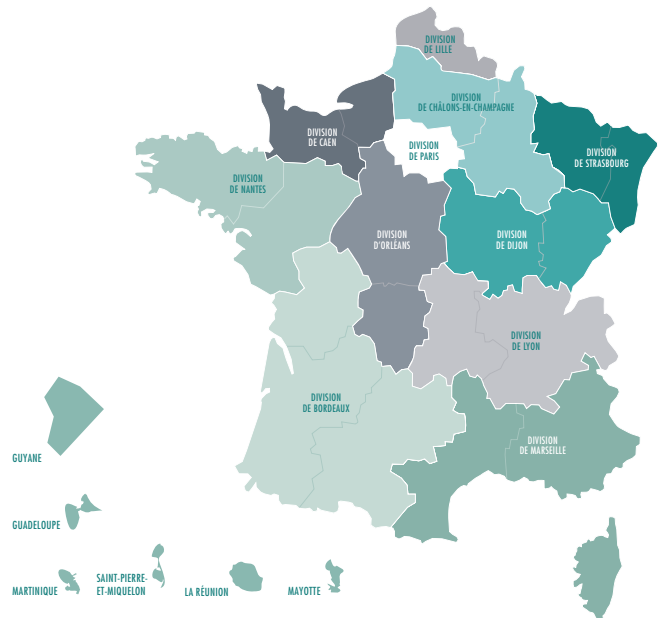 DIVISION
DE LILLE
DIVISION
DE CHÂLONS-EN-CHAMPAGNE
DIVISION
DE CAEN
DIVISION
DE PARIS
DIVISION
DE STRASBOURG
DIVISION
DE NANTES
DIVISION
D'ORLÉANS
DIVISION
DE DIJON
DIVISION
DE LYON
DIVISION
DE BORDEAUX
DIVISION
DE MARSEILLE
GUYANE
GUADELOUPE
MARTINIQUE
SAINT-PIERRE-
ET-MIQUELON
LA RÉUNION
MAYOTTE